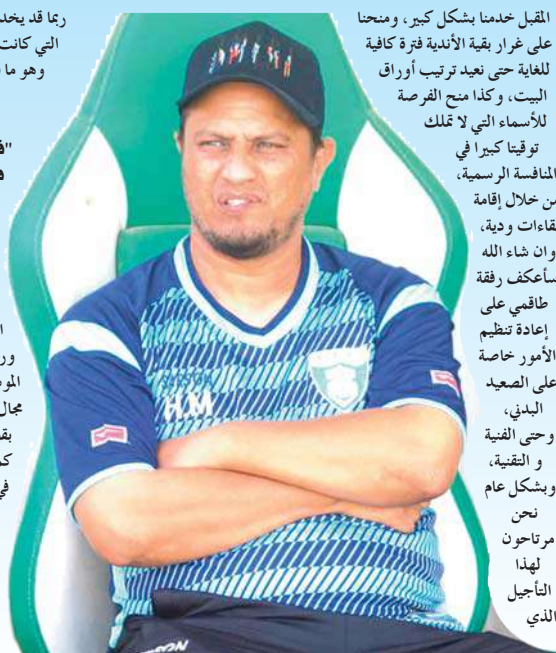 المقبل خدمنا بشكل كبير، ومنحنا
على غرار بقية الأندية فترة كافية
للغاية حتى نعيد ترتيب أوراق
البيت، وكذا منح الفرصة
للأسماء التي لا تملك
توقيتا كبيرا في
المنافسة الرسمية،
من خلال إقامة
لقاءات ودية،
وان شاء الله
سأعكف رفقة
طاقمي على
إعادة تنظيم
الأمور خاصة
على الصعيد
البدني،
وحتى الفنية
و التقنية،
وبشكل عام
نحن
مرتاحون
لهذا
التأجيل
الذي
ربما قد يخد
التي كانت
وهو ما
H.M